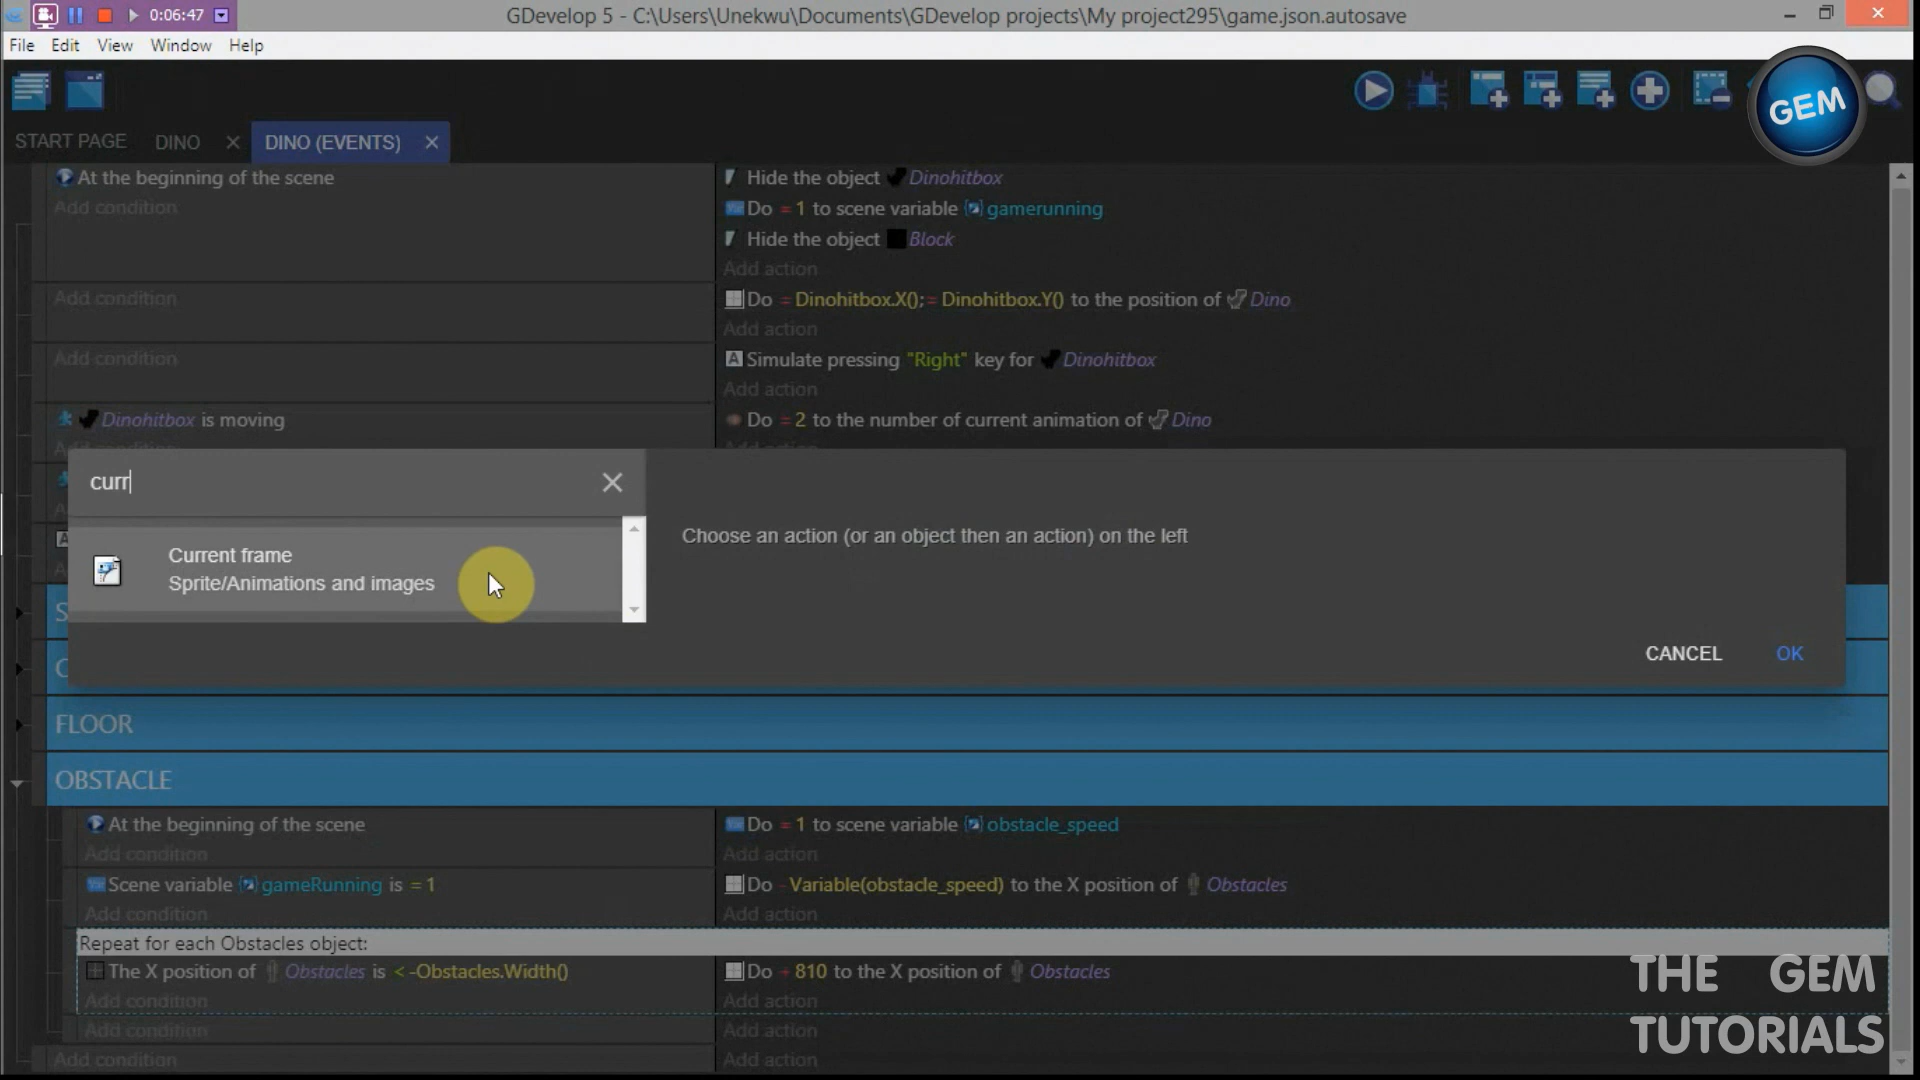 0:06:47
GDevelop 5 - C:\Users\Unekwu\Documents\GDevelop projects\My project295\game.json.autosave
File Edit View Window Help
GEM
START PAGE DINO DINO (EVENTS)
At the beginning of the scene
Add condition
Hide the object Dinohitbox
Do = 1 to scene variable gamerunning
Hide the object Block
Add action
Add condition
Do = Dinohitbox.X(); = Dinohitbox.Y() to the position of Dino
Add action
Add condition
Simulate pressing "Right" key for Dinohitbox
Add action
Dinohitbox is moving
Do = 2 to the number of current animation of Dino
curr
Choose an action (or an object then an action) on the left
Current frame
Sprite/Animations and images
CANCEL OK
FLOOR
OBSTACLE
At the beginning of the scene
Add condition
Do = 1 to scene variable obstacle_speed
Add action
Scene variable gameRunning is = 1
Add condition
Do - Variable(obstacle_speed) to the X position of Obstacles
Add action
Repeat for each Obstacles object:
The X position of Obstacles is < -Obstacles.Width()
Add condition
Do + 810 to the X position of Obstacles
Add action
Add condition
Add action
Add condition
Add action
THE GEM
TUTORIALS